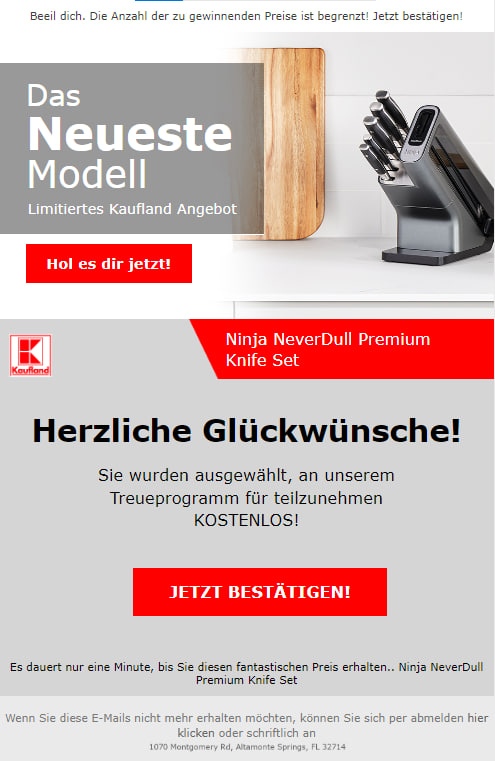 Beeil dich. Die Anzahl der zu gewinnenden Preise ist begrenzt! Jetzt bestätigen!
Das
Neueste
Modell
Limitiertes Kaufland Angebot
Hol es dir jetzt!
Kaufland
Ninja NeverDull Premium
Knife Set
Herzliche Glückwünsche!
Sie wurden ausgewählt, an unserem
Treueprogramm für teilzunehmen
KOSTENLOS!
JETZT BESTÄTIGEN!
Es dauert nur eine Minute, bis Sie diesen fantastischen Preis erhalten.. Ninja NeverDull
Premium Knife Set
Wenn Sie diese E-Mails nicht mehr erhalten möchten, können Sie sich per abmelden hier
klicken oder schriftlich an
1070 Montgomery Rd, Altamonte Springs, FL 32714